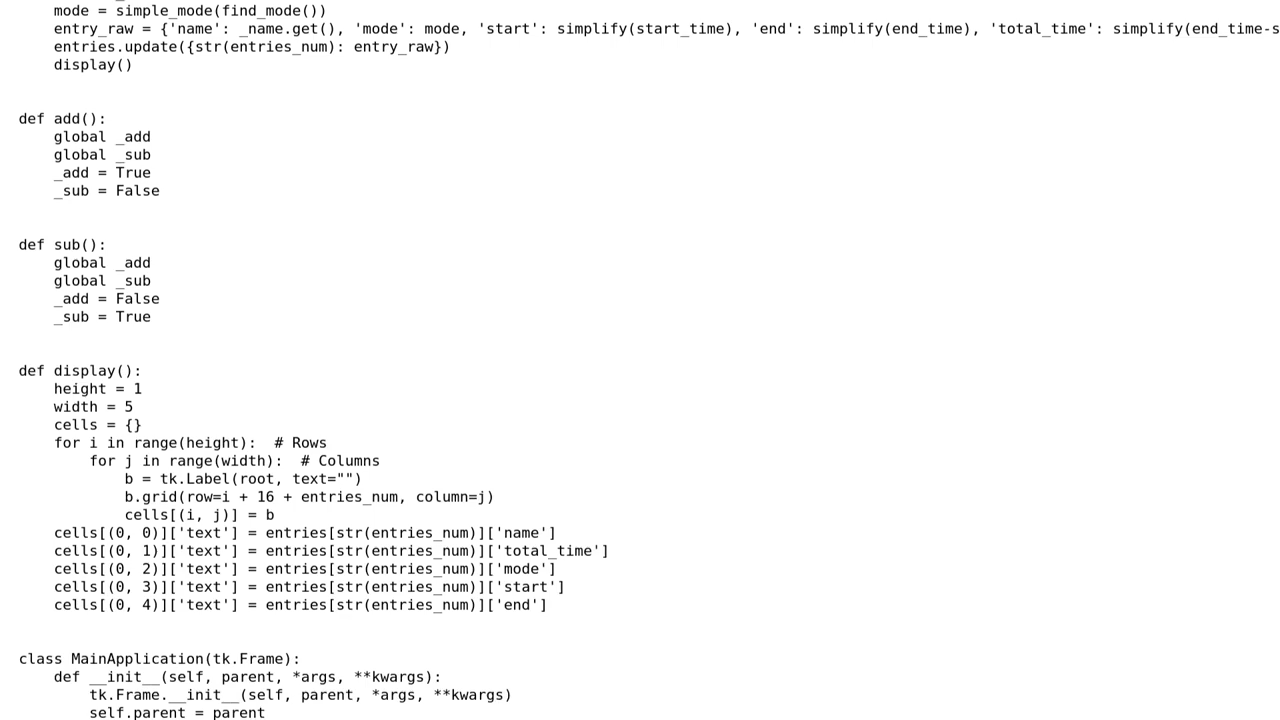 mode = simple_mode(find_mode())
    entry_raw = {'name': _name.get(), 'mode': mode, 'start': simplify(start_time), 'end': simplify(end_time), 'total_time': simplify(end_time-s
    entries.update({str(entries_num): entry_raw})
    display()


def add():
    global _add
    global _sub
    _add = True
    _sub = False


def sub():
    global _add
    global _sub
    _add = False
    _sub = True


def display():
    height = 1
    width = 5
    cells = {}
    for i in range(height):  # Rows
        for j in range(width):  # Columns
            b = tk.Label(root, text="")
            b.grid(row=i + 16 + entries_num, column=j)
            cells[(i, j)] = b
    cells[(0, 0)]['text'] = entries[str(entries_num)]['name']
    cells[(0, 1)]['text'] = entries[str(entries_num)]['total_time']
    cells[(0, 2)]['text'] = entries[str(entries_num)]['mode']
    cells[(0, 3)]['text'] = entries[str(entries_num)]['start']
    cells[(0, 4)]['text'] = entries[str(entries_num)]['end']


class MainApplication(tk.Frame):
    def __init__(self, parent, *args, **kwargs):
        tk.Frame.__init__(self, parent, *args, **kwargs)
        self.parent = parent